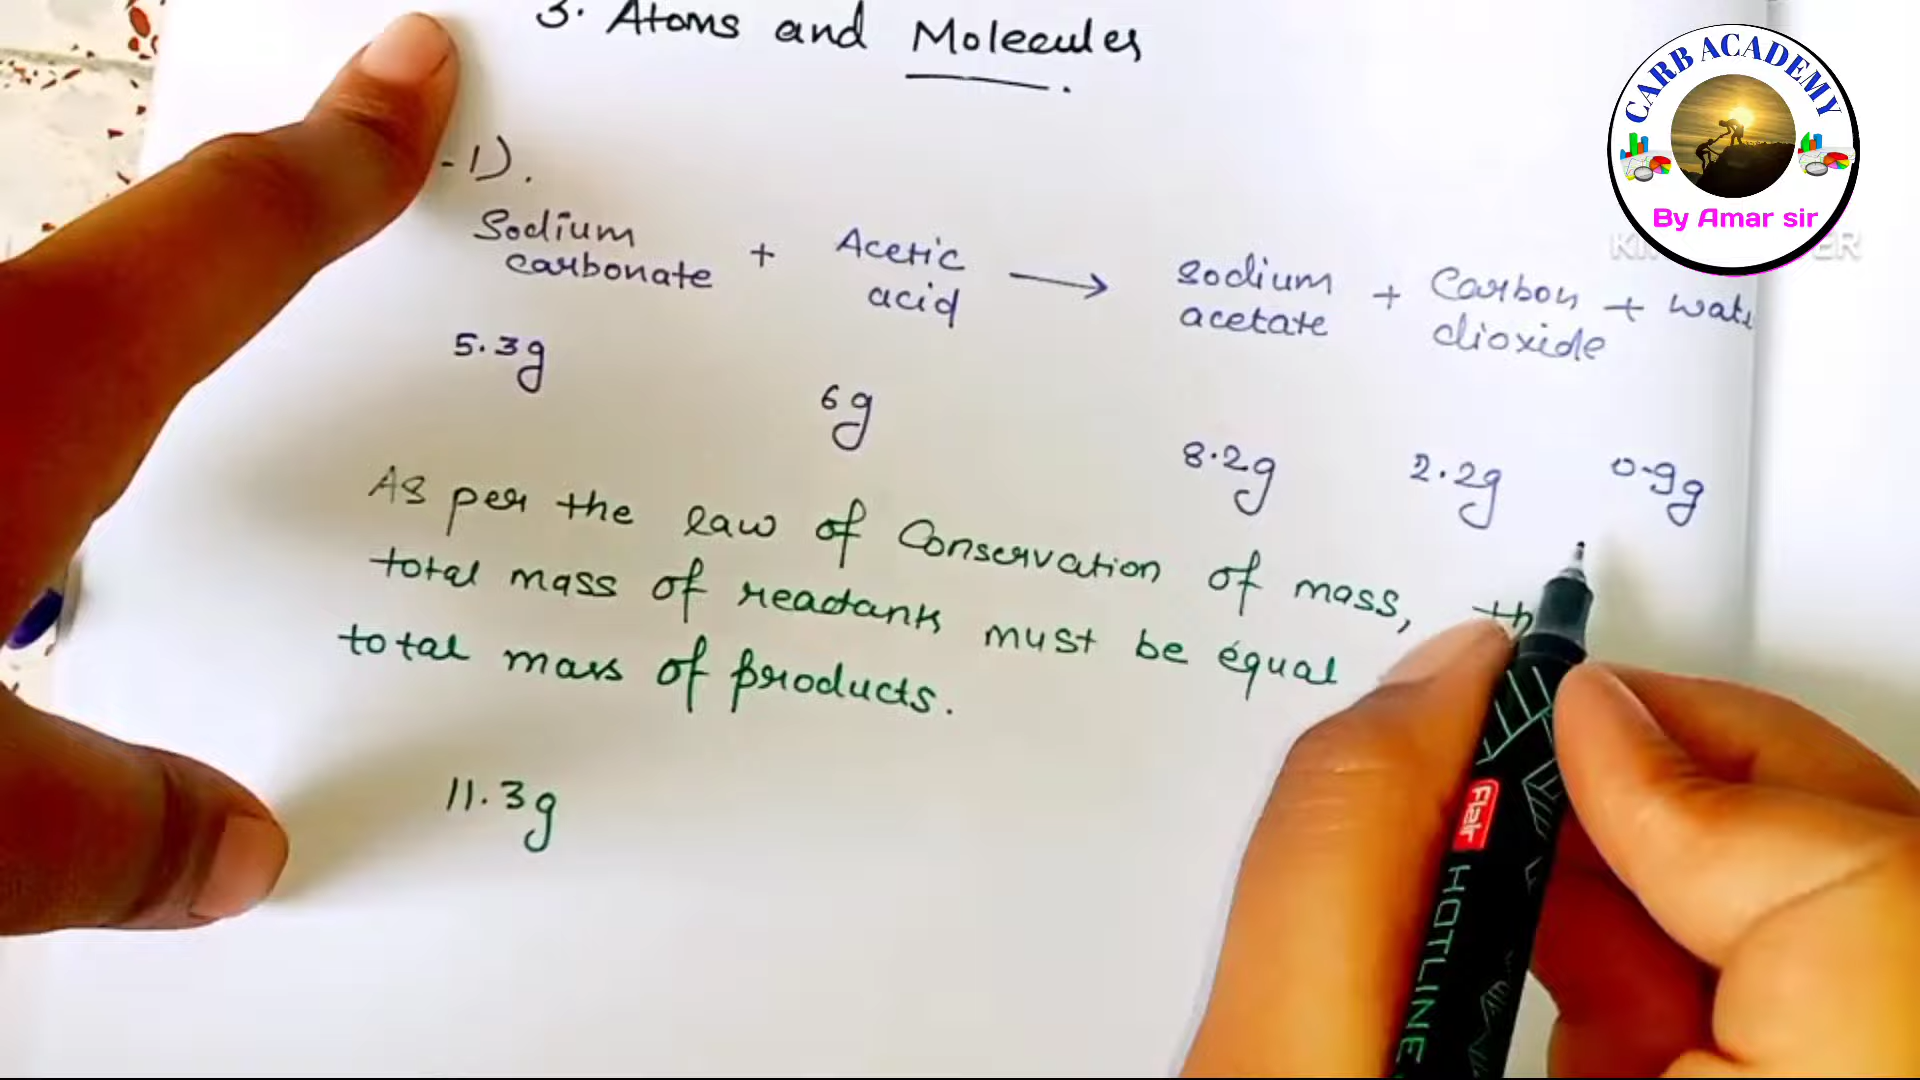 3. Atoms and Molecules
-1).
Sodium carbonate + Acetic acid → Sodium acetate + Carbon dioxide + Wate
5.3g 6g 8.2g 2.2g 0.9g
As per the law of Conservation of mass, th
total mass of reactants must be equal
total mass of products.
11.3g
CARB ACADEMY
By Amar sir
ER
Flair
HOTLINE